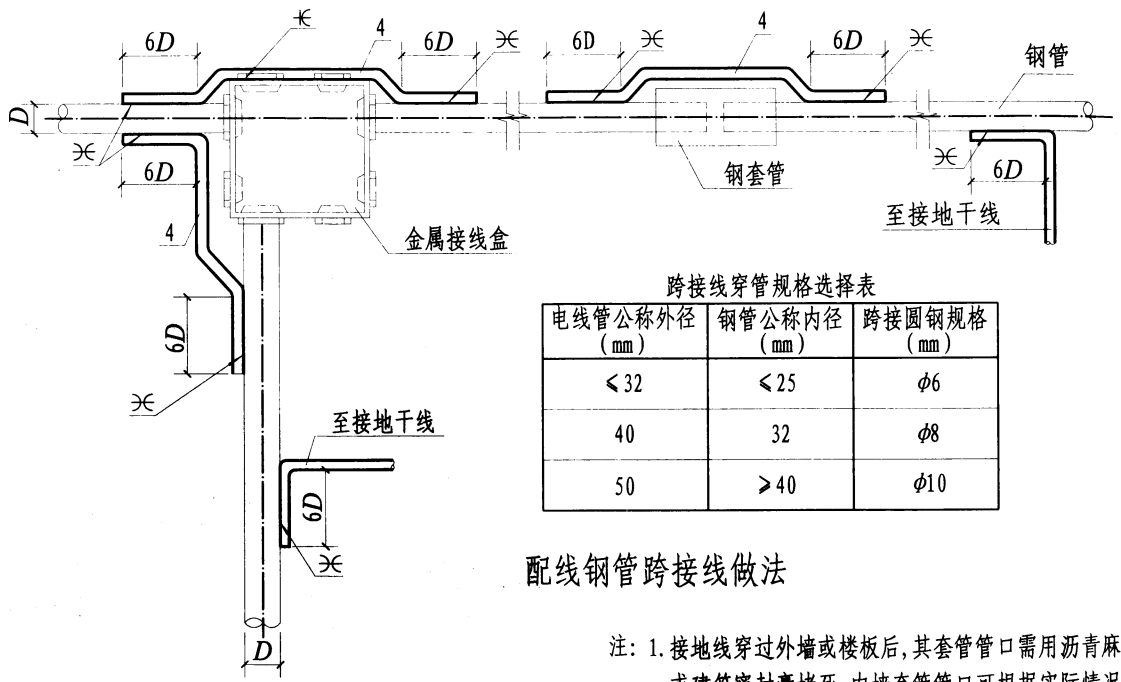 6D
4
6D
6D
4
6D
钢管
D
6D
钢套管
6D
至接地干线
4
金属接线盒
跨接线穿管规格选择表
电线管公称外径 (mm) 钢管公称内径 (mm) 跨接圆钢规格 (mm)
≤32 ≤25 φ6
40 32 φ8
50 ≥40 φ10
6D
至接地干线
6D
配线钢管跨接线做法
D
注: 1. 接地线穿过外墙或楼板后,其套管管口需用沥青麻